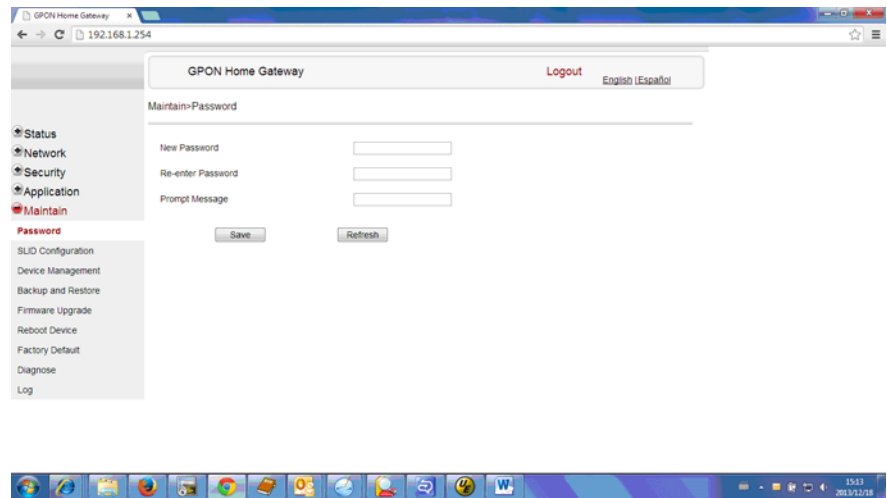 GPON Home Gateway
192.168.1.254
GPON Home Gateway
Logout
English |Español
Maintain>Password
Status
Network
Security
Application
Maintain
Password
SLID Configuration
Device Management
Backup and Restore
Firmware Upgrade
Reboot Device
Factory Default
Diagnose
Log
New Password
Re-enter Password
Prompt Message
Save
Refresh
15:13
2013/12/18